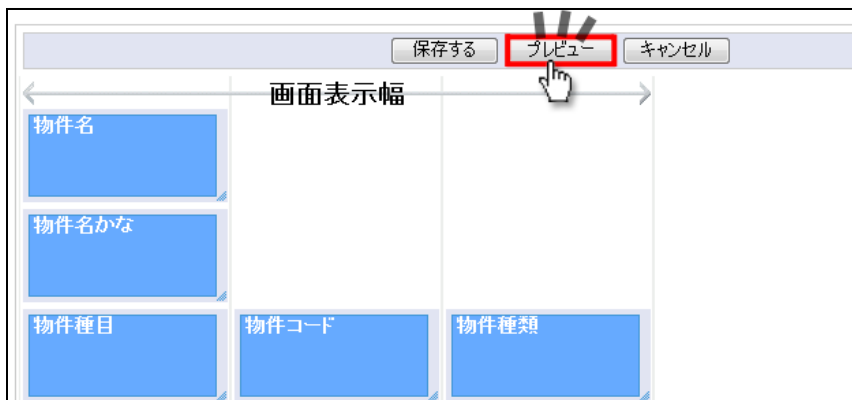 保存する プレビュー キャンセル
画面表示幅
物件名
物件名かな
物件種目 物件コード 物件種類